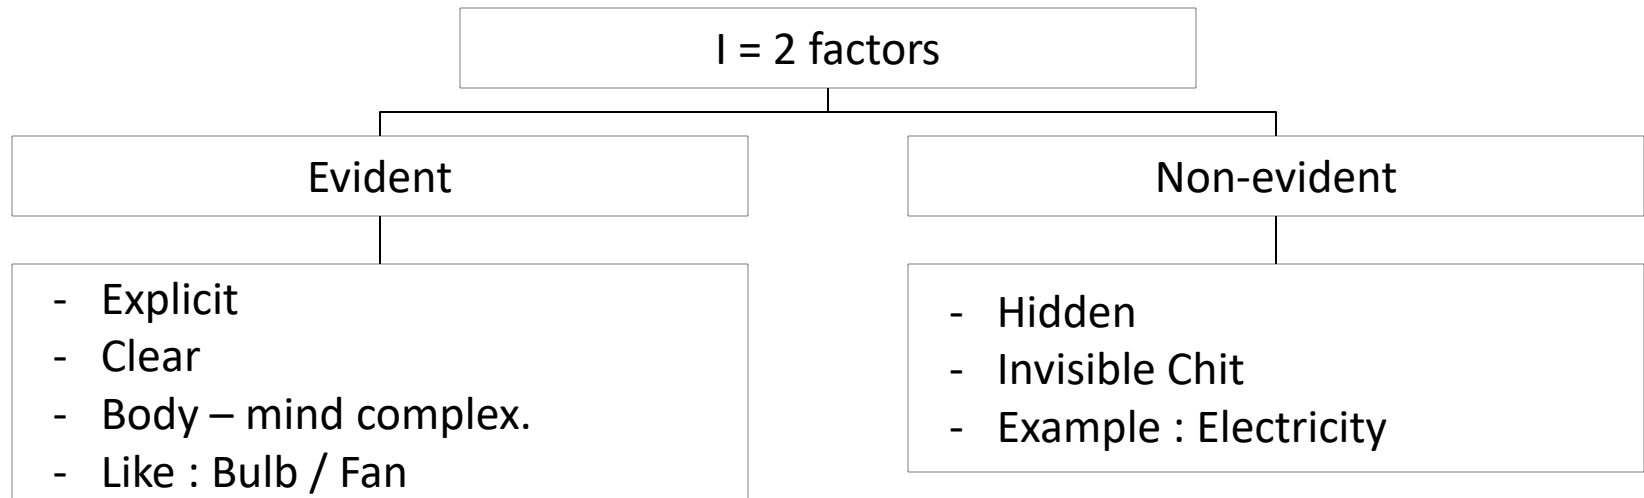 I = 2 factors
Evident
Non-evident
- Explicit
- Clear
- Body – mind complex.
- Like : Bulb / Fan
- Hidden
- Invisible Chit
- Example : Electricity